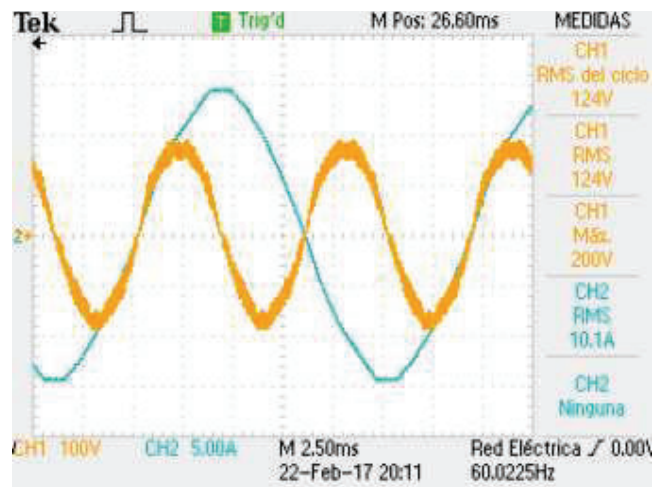 Tek Trig'd M Pos: 26.60ms MEDIDAS
CH1
RMS del ciclo
124V
CH1
RMS
124V
CH1
Máx.
200V
CH2
RMS
10.1A
CH2
Ninguna
2
CH1 100V CH2 5.00A M 2.50ms Red Eléctrica 0.00V
22-Feb-17 20:11 60.0225Hz